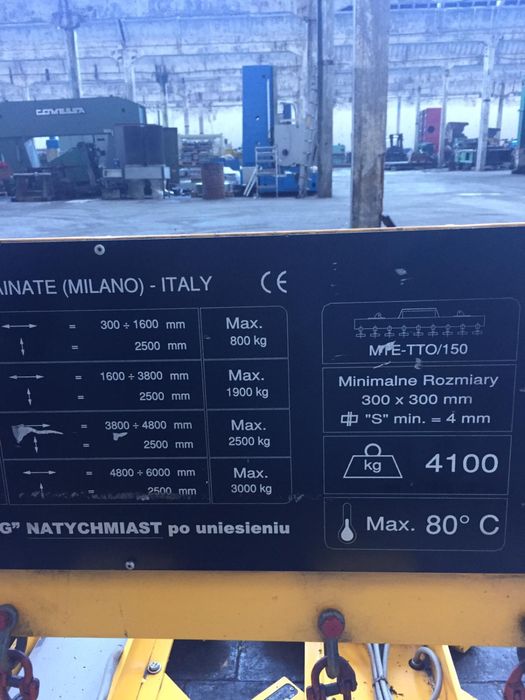 COMESSA
AINATE (MILANO) - ITALY CE
= 300 ÷ 1600 mm
= 2500 mm
Max.
800 kg
= 1600 ÷ 3800 mm
= 2500 mm
Max.
1900 kg
= 3800 ÷ 4800 mm
= 2500 mm
Max.
2500 kg
= 4800 ÷ 6000 mm
= 2500 mm
Max.
3000 kg
G" NATYCHMIAST po uniesieniu
MTE-TTO/150
Minimalne Rozmiary
300 x 300 mm
"S" min. = 4 mm
kg 4100
Max. 80° C